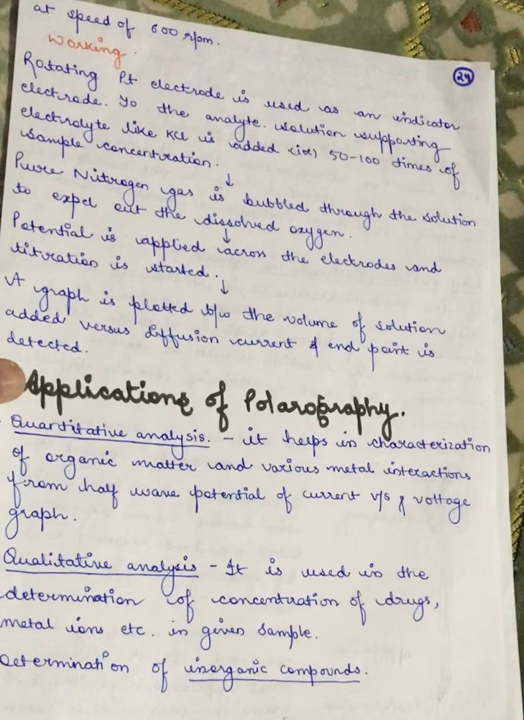 at speed of 600 rpm.
24
Working.
Rotating Pt electrode is used as an indicator
electrode. To the analyte solution supporting
electrolyte like KCl is added (is) 50-100 times of
sample concentration.
↓
Pure Nitrogen gas is bubbled through the solution
to expel out the dissolved oxygen.
↓
Potential is applied across the electrodes and
titration is started.
↓
A graph is plotted b/w the volume of solution
added versus diffusion current & end point is
detected.
Applications of Polarography.
Quantitative analysis. - it helps in characterization
of organic matter and various metal interactions
from half wave potential of current v/s & voltage
graph.
Qualitative analysis - It is used in the
determination of concentration of drugs,
metal ions etc. in given sample.
Determination of inorganic compounds.